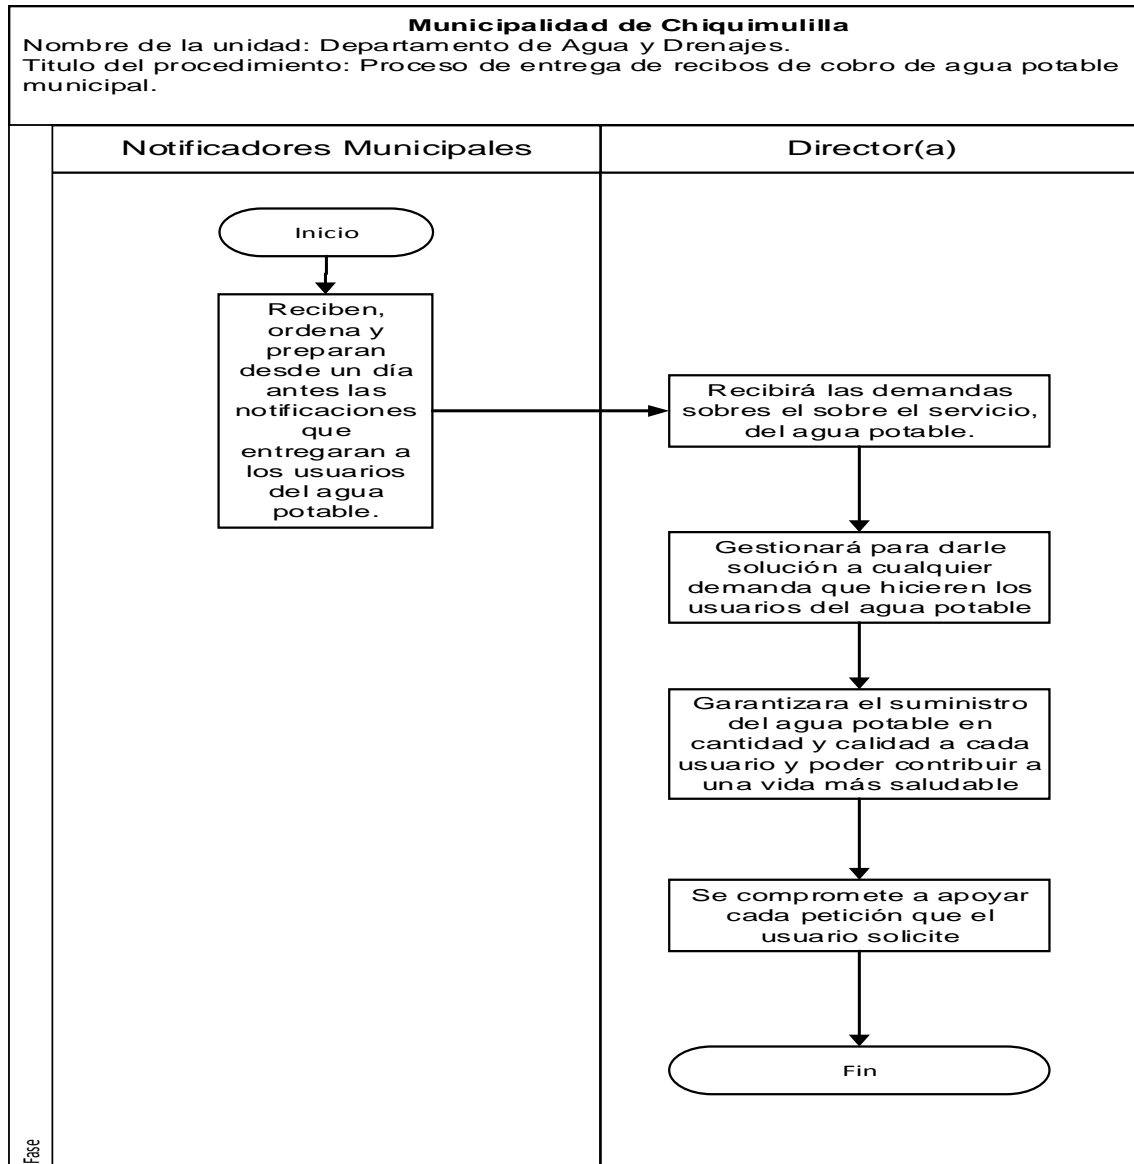 Municipalidad de Chiquimulilla
Nombre de la unidad: Departamento de Agua y Drenajes.
Titulo del procedimiento: Proceso de entrega de recibos de cobro de agua potable
municipal.
Notificadores Municipales
Director(a)
Inicio
Reciben,
ordena y
preparan
desde un día
antes las
notificaciones
que
entregaran a
los usuarios
del agua
potable.
Recibirá las demandas
sobres el sobre el servicio,
del agua potable.
Gestionará para darle
solución a cualquier
demanda que hicieren los
usuarios del agua potable
Garantizara el suministro
del agua potable en
cantidad y calidad a cada
usuario y poder contribuir a
una vida más saludable
Se compromete a apoyar
cada petición que el
usuario solicite
Fin
Fase